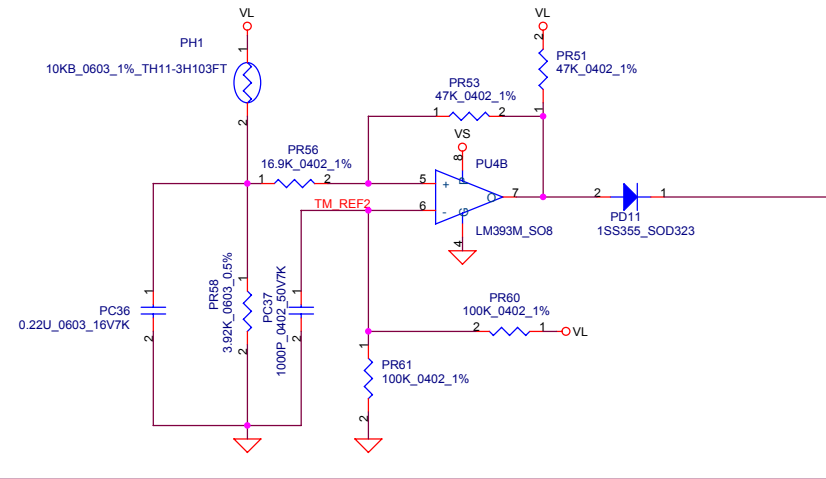 VL
PH1
1
10KB_0603_1%_TH11-3H103FT
2
VL
2
PR51
47K_0402_1%
1
PR53
47K_0402_1%
1
2
VS
8
PU4B
PR56
16.9K_0402_1%
1
2
5
+
P
O
7
TM_REF2
6
-
G
LM393M_SO8
4
2
1
PD11
1SS355_SOD323
1
PC36
0.22U_0603_16V7K
2
1
PR58
3.92K_0603_0.5%
2
1
PC37
1000P_0402_50V7K
2
PR60
100K_0402_1%
2
1
VL
1
PR61
100K_0402_1%
2